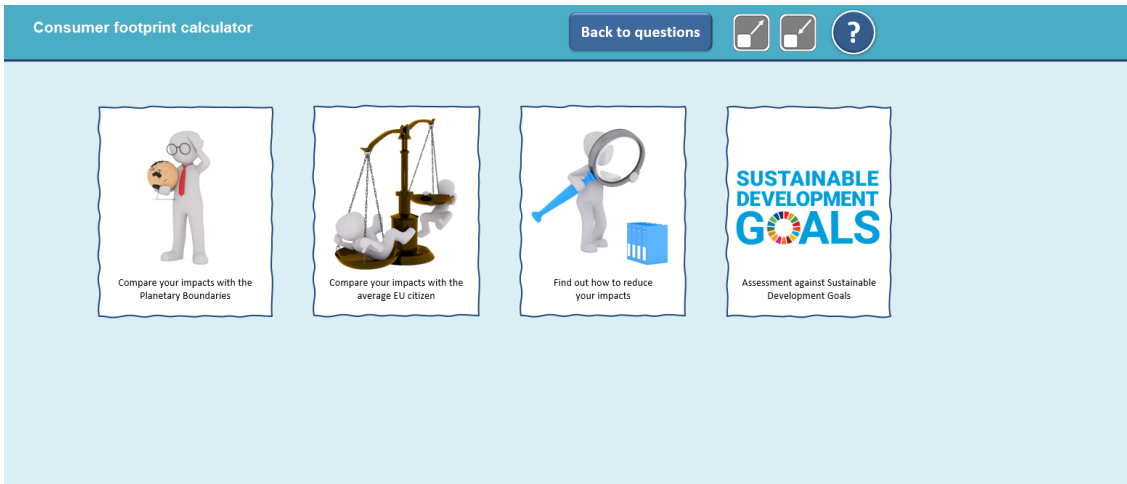 Consumer footprint calculator
Back to questions
?
Compare your impacts with the
Planetary Boundaries
Compare your impacts with the
average EU citizen
Find out how to reduce
your impacts
SUSTAINABLE
DEVELOPMENT
GOALS
Assessment against Sustainable
Development Goals